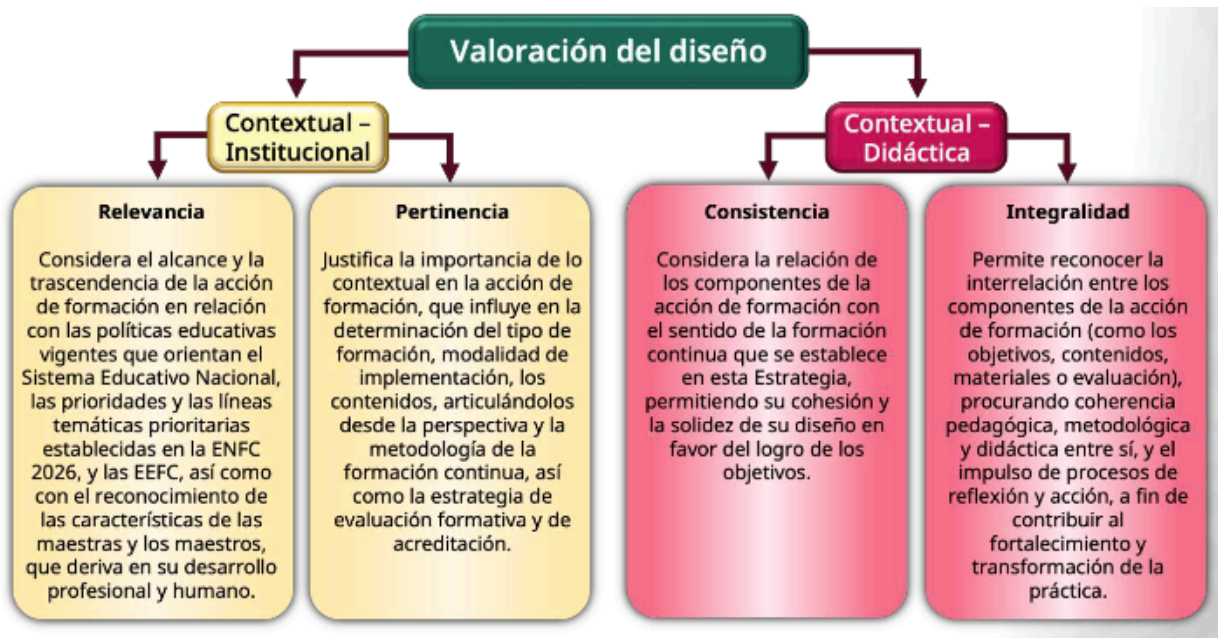 Valoración del diseño
Contextual –
Institucional
Contextual –
Didáctica
Relevancia
Considera el alcance y la
trascendencia de la acción
de formación en relación
con las políticas educativas
vigentes que orientan el
Sistema Educativo Nacional,
las prioridades y las líneas
temáticas prioritarias
establecidas en la ENFC
2026, y las EEFC, así como
con el reconocimiento de
las características de las
maestras y los maestros,
que deriva en su desarrollo
profesional y humano.
Pertinencia
Justifica la importancia de lo
contextual en la acción de
formación, que influye en la
determinación del tipo de
formación, modalidad de
implementación, los
contenidos, articulándolos
desde la perspectiva y la
metodología de la
formación continua, así
como la estrategia de
evaluación formativa y de
acreditación.
Consistencia
Considera la relación de
los componentes de la
acción de formación con
el sentido de la formación
continua que se establece
en esta Estrategia,
permitiendo su cohesión y
la solidez de su diseño en
favor del logro de los
objetivos.
Integralidad
Permite reconocer la
interrelación entre los
componentes de la acción
de formación (como los
objetivos, contenidos,
materiales o evaluación),
procurando coherencia
pedagógica, metodológica
y didáctica entre sí, y el
impulso de procesos de
reflexión y acción, a fin de
contribuir al
fortalecimiento y
transformación de la
práctica.